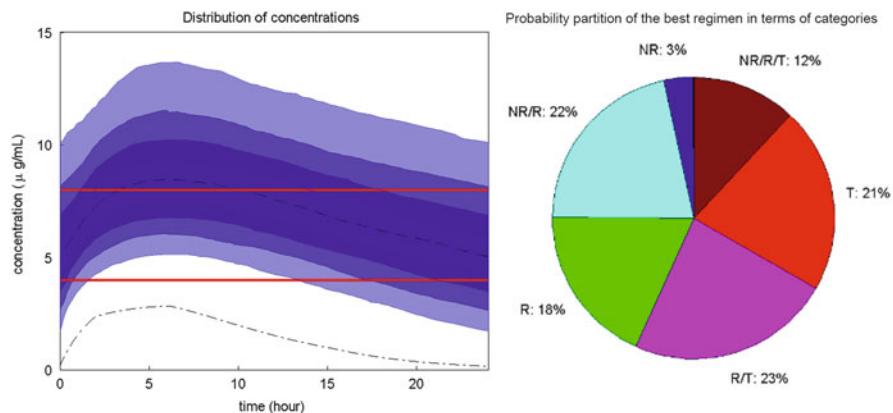 Distribution of concentrations
15
10
5
0
concentration ( μ g/mL)
0
5
10
15
20
time (hour)
Probability partition of the best regimen in terms of categories
NR: 3%
NR/R/T: 12%
NR/R: 22%
T: 21%
R: 18%
R/T: 23%